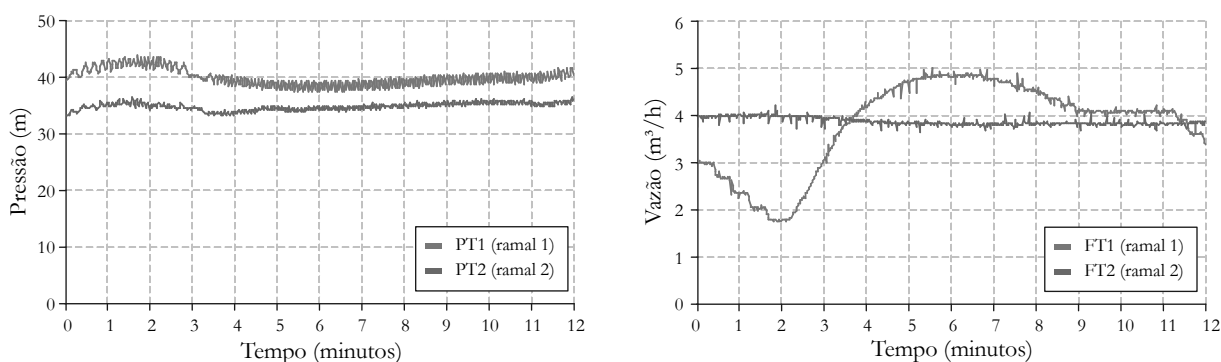 50
40
30
20
10
0
Pressão (m)
0 1 2 3 4 5 6 7 8 9 10 11 12
Tempo (minutos)
PT1 (ramal 1)
PT2 (ramal 2)
6
5
4
3
2
1
0
Vazão (m³/h)
0 1 2 3 4 5 6 7 8 9 10 11 12
Tempo (minutos)
FT1 (ramal 1)
FT2 (ramal 2)